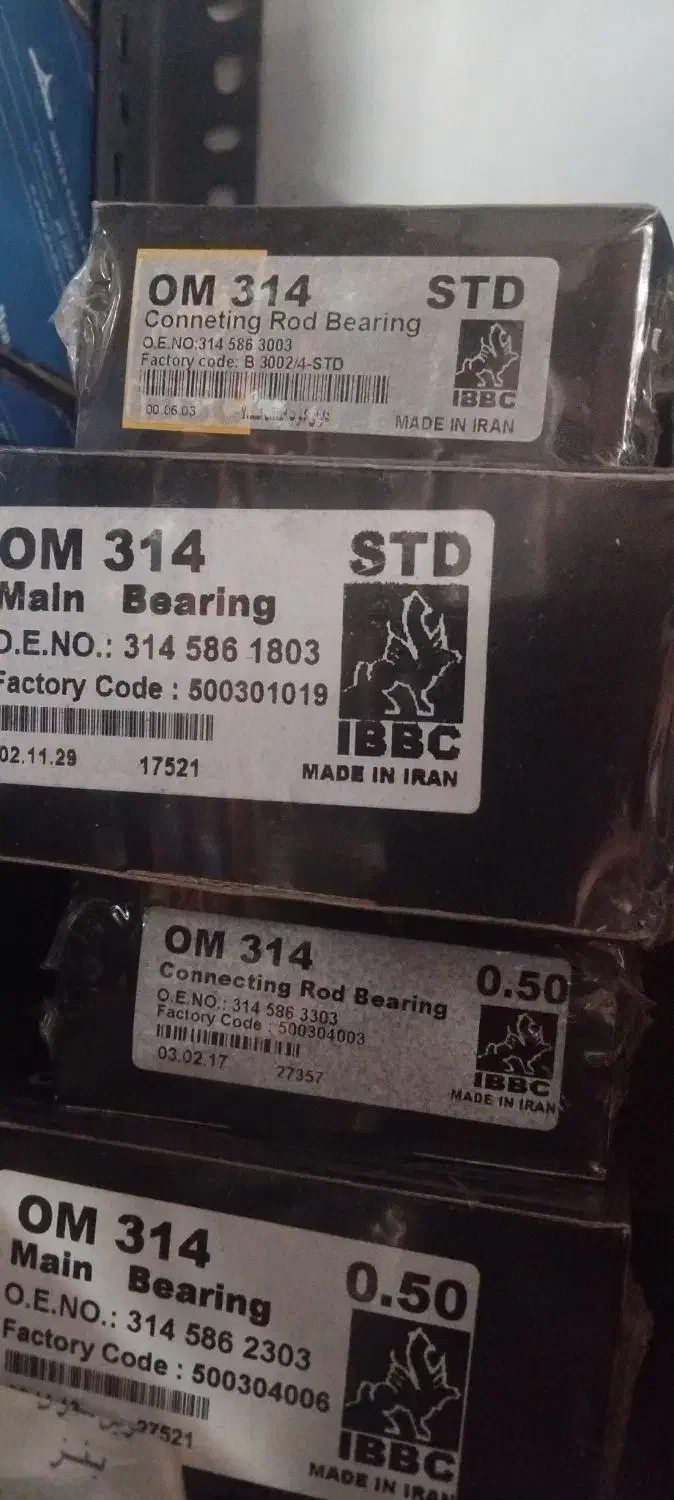 OM 314 STD
Conneting Rod Bearing
O.E.NO:314 586 3003
Factory code: B 3002/4-STD
00.06.03
IBBC
MADE IN IRAN
OM 314 STD
Main Bearing
O.E.NO.: 314 586 1803
Factory Code : 500301019
02.11.29 17521
IBBC
MADE IN IRAN
OM 314 0.50
Connecting Rod Bearing
O.E.NO.: 314 586 3303
Factory Code : 500304003
03.02.17 27357
IBBC
MADE IN IRAN
OM 314 0.50
Main Bearing
O.E.NO.: 314 586 2303
Factory Code : 500304006
27521
بنز
IBBC
MADE IN IRAN